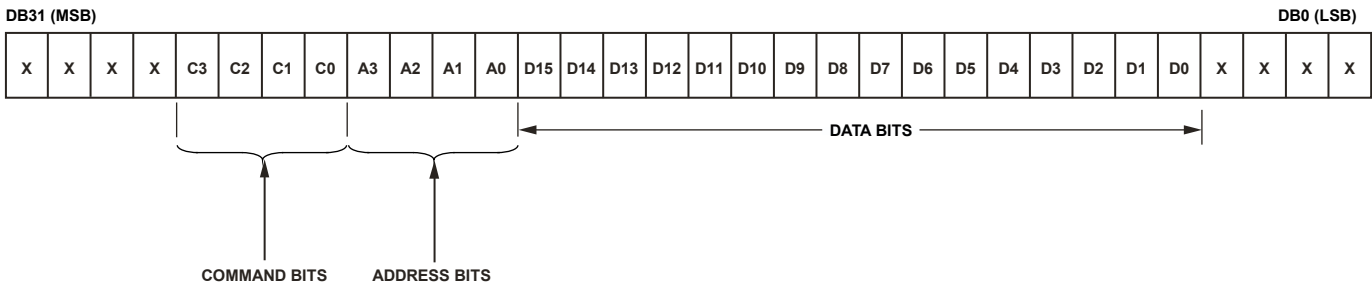 DB31 (MSB) DB0 (LSB)
X X X X C3 C2 C1 C0 A3 A2 A1 A0 D15 D14 D13 D12 D11 D10 D9 D8 D7 D6 D5 D4 D3 D2 D1 D0 X X X X
DATA BITS
COMMAND BITS ADDRESS BITS